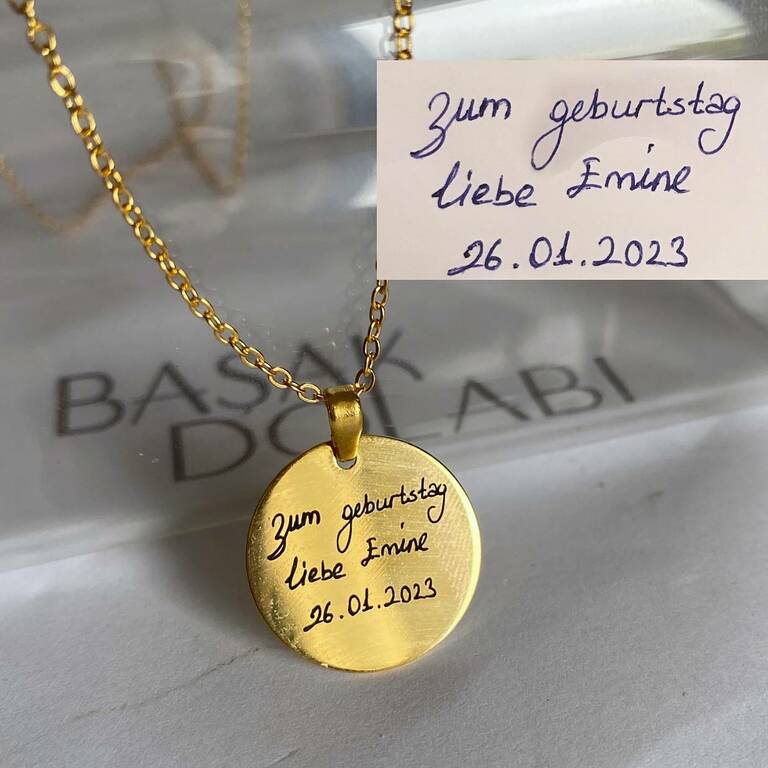 zum geburtstag
liebe Emine
26.01.2023
BAŞAK
DOLABI
zum geburtstag
liebe Emine
26.01.2023